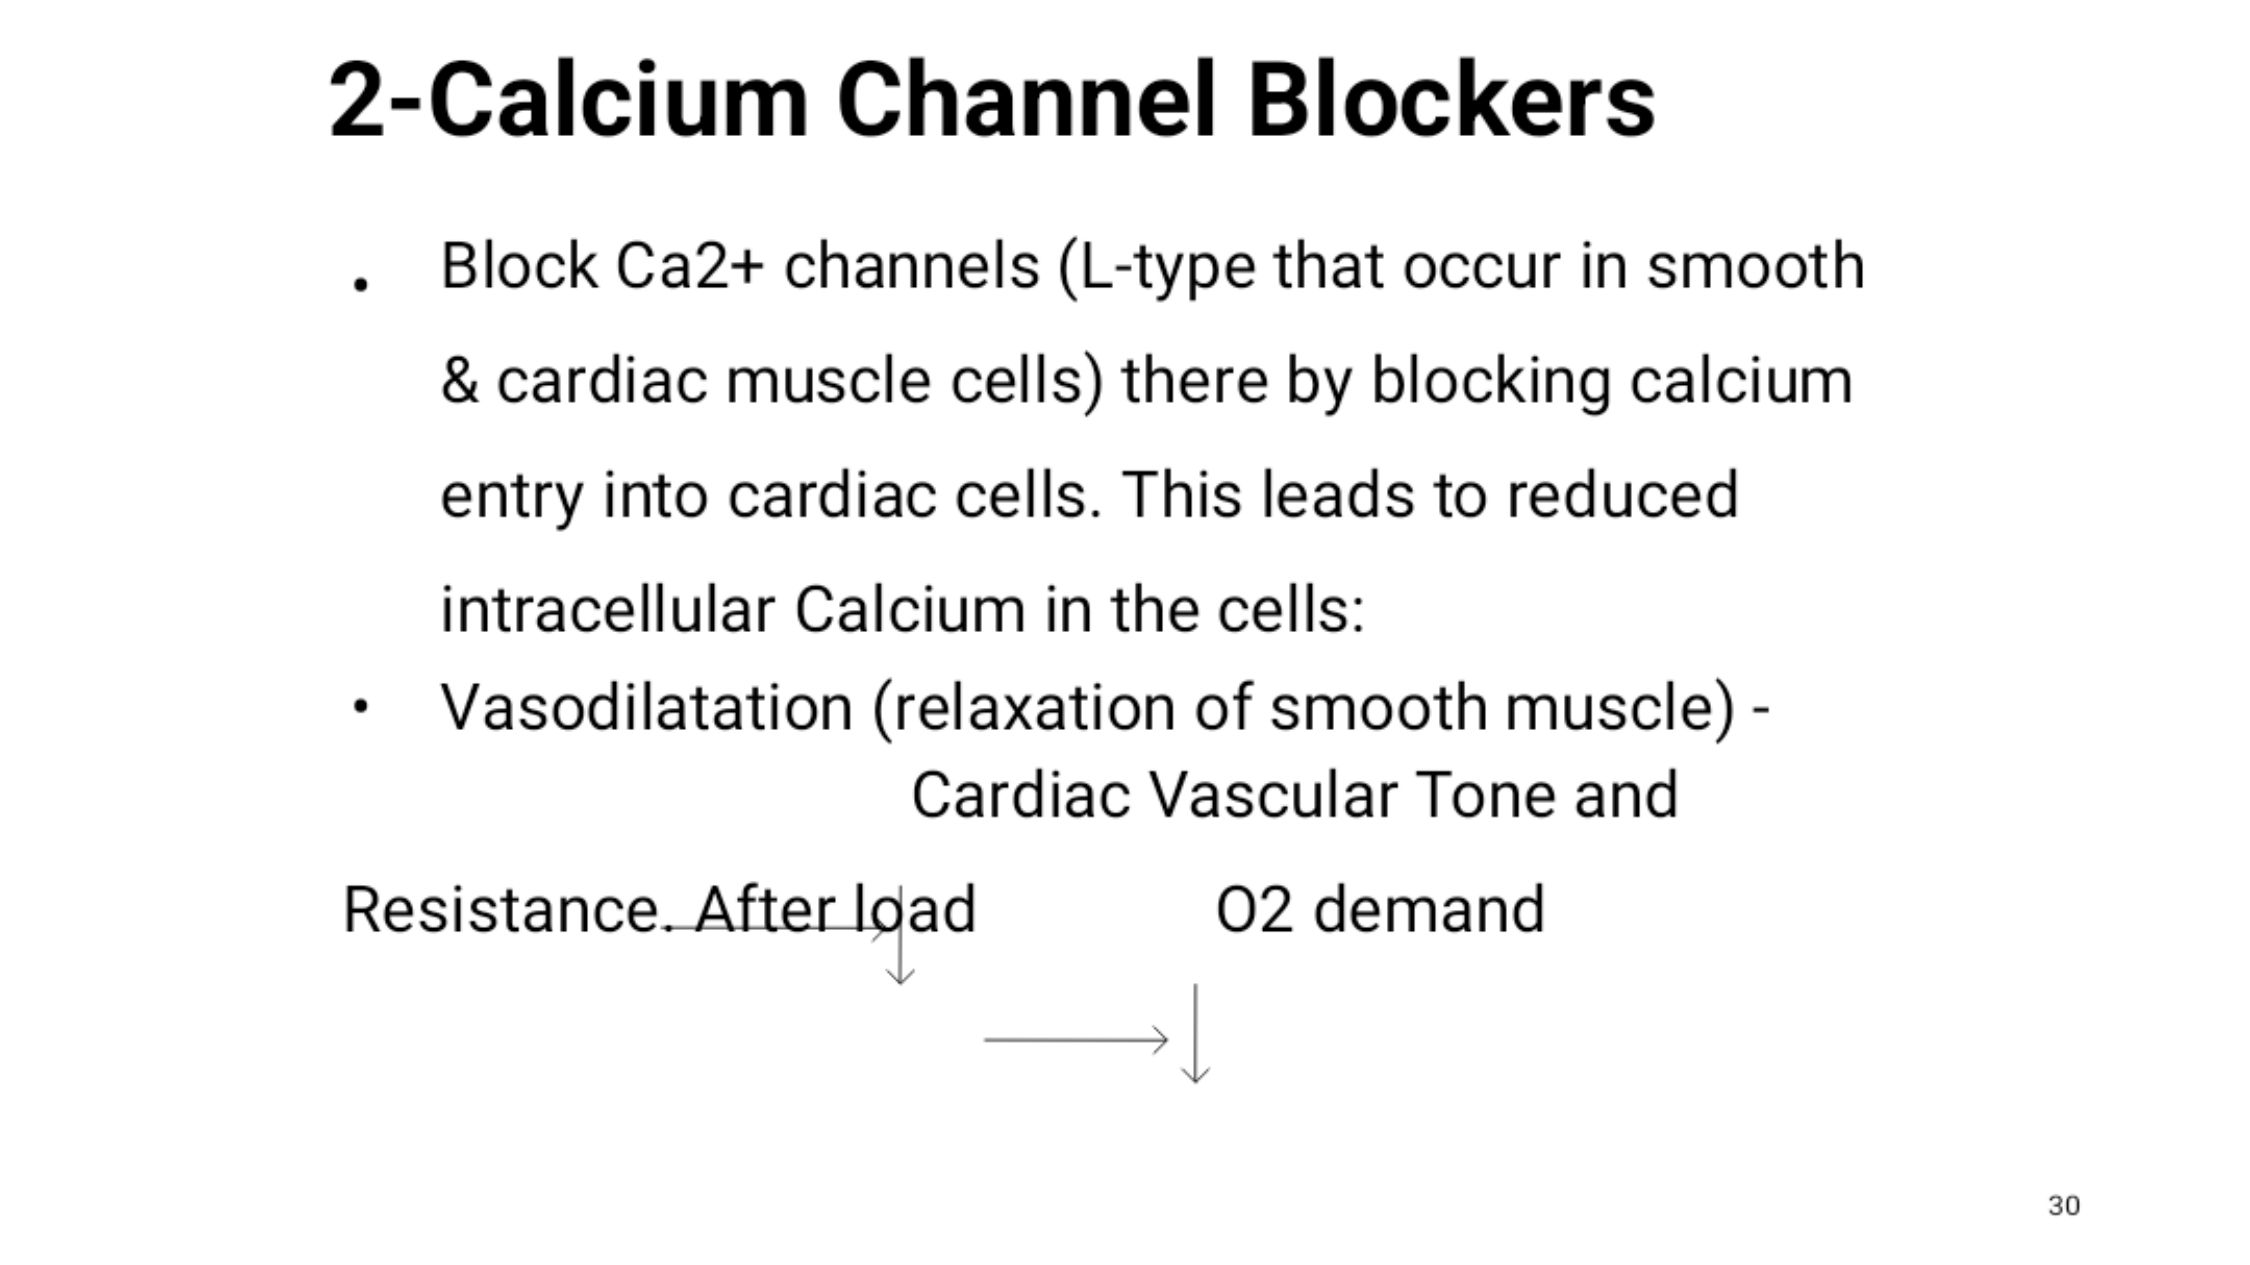 2-Calcium Channel Blockers
• Block Ca2+ channels (L-type that occur in smooth
& cardiac muscle cells) there by blocking calcium
entry into cardiac cells. This leads to reduced
intracellular Calcium in the cells:
• Vasodilatation (relaxation of smooth muscle) -
Cardiac Vascular Tone and
Resistance. After load O2 demand
30